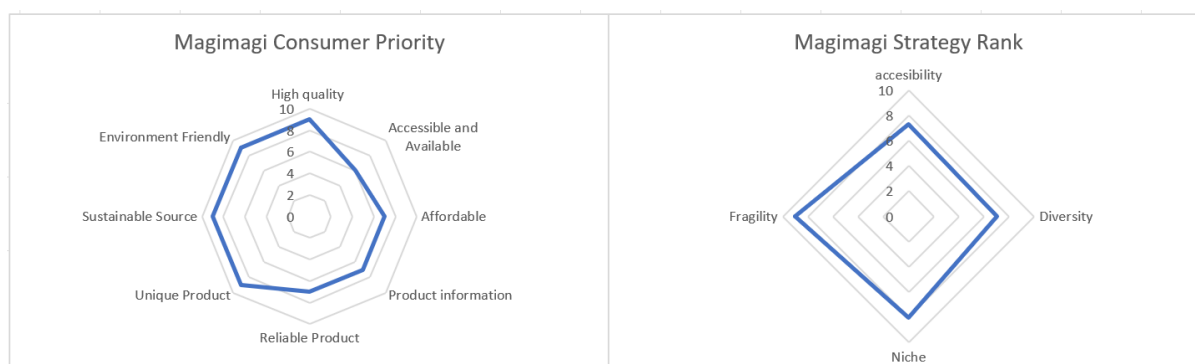 Magimagi Consumer Priority
High quality
10
8
6
4
2
0
Accessible and
Available
Affordable
Product information
Reliable Product
Unique Product
Sustainable Source
Environment Friendly
Magimagi Strategy Rank
accesibility
10
8
6
4
2
0
Diversity
Niche
Fragility